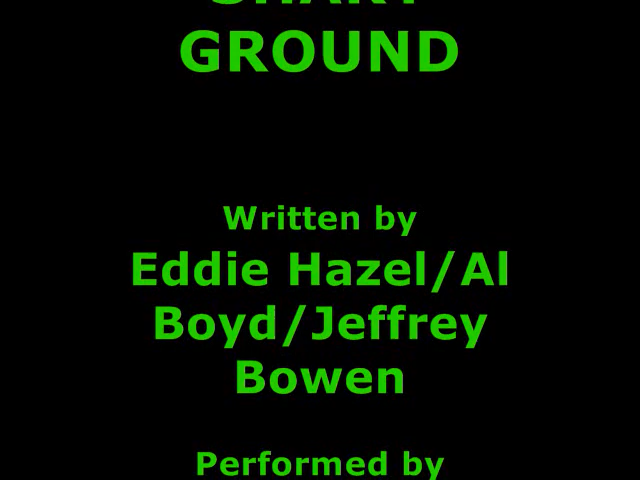 GROUND
Written by
Eddie Hazel/Al
Boyd/Jeffrey
Bowen
Performed by